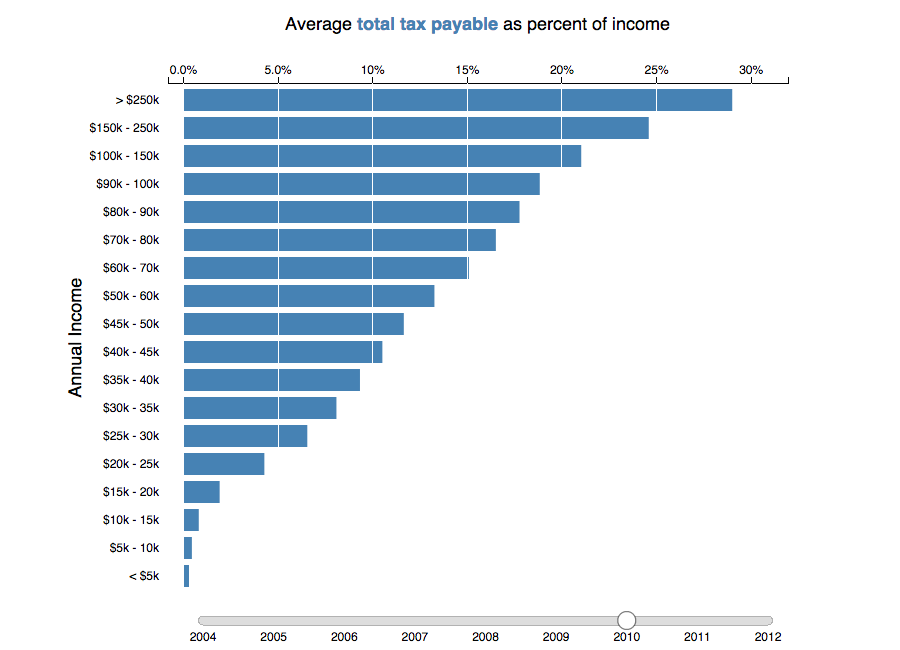 Average total tax payable as percent of income
0.0% 5.0% 10% 15% 20% 25% 30%
> $250k
$150k - 250k
$100k - 150k
$90k - 100k
$80k - 90k
$70k - 80k
$60k - 70k
$50k - 60k
$45k - 50k
$40k - 45k
$35k - 40k
$30k - 35k
$25k - 30k
$20k - 25k
$15k - 20k
$10k - 15k
$5k - 10k
< $5k
Annual Income
2004 2005 2006 2007 2008 2009 2010 2011 2012